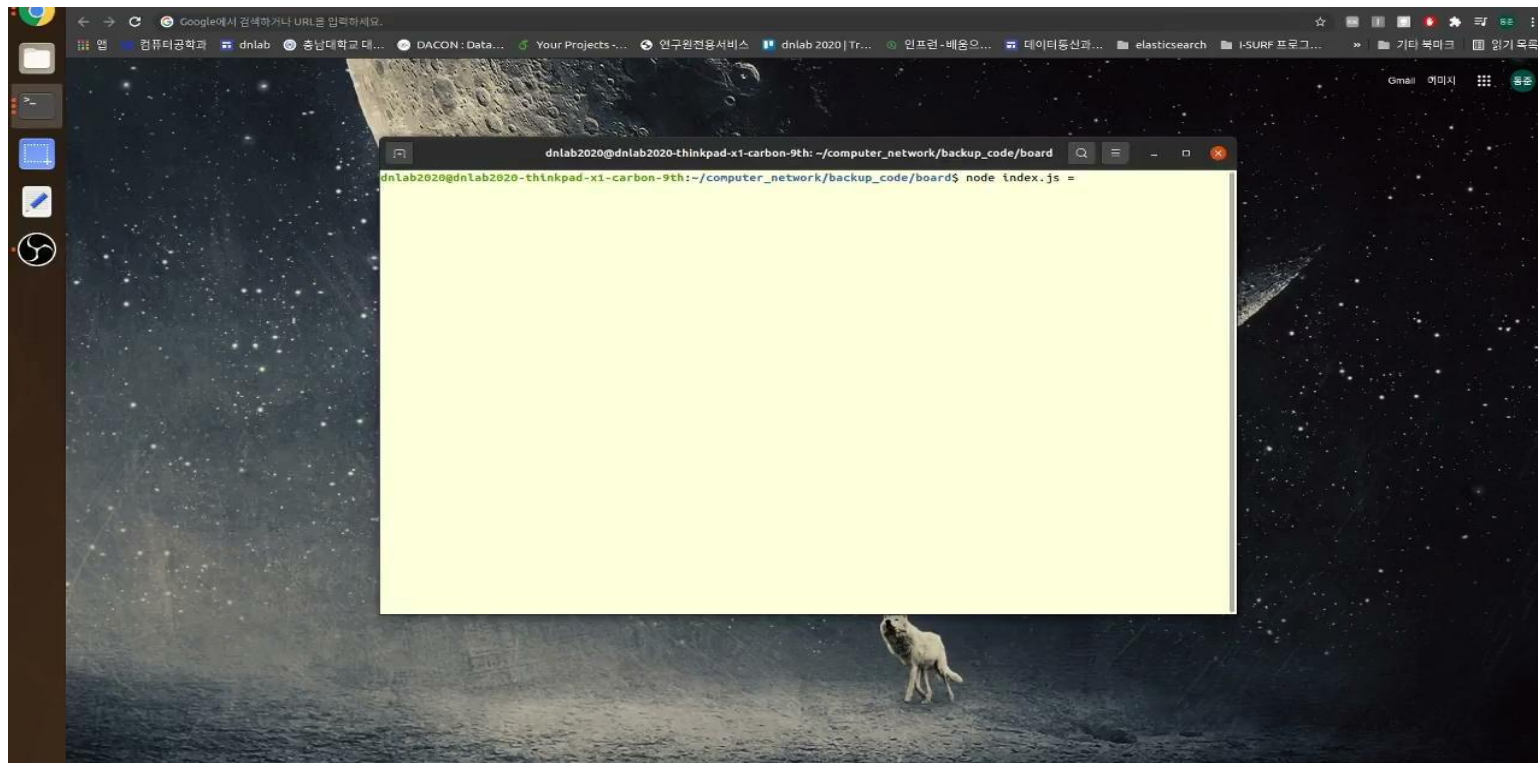 Google에서 검색하거나 URL을 입력하세요.
앱 컴퓨터공학과 dnlab 충남대학교 대... DACON : Data... Your Projects -... 연구원전용서비스 dnlab 2020 | Tr... 인프런 - 배움으... 데이터통신과... elasticsearch I-SURF 프로그... » 기타 북마크 읽기 목록
Gmail 이미지 동준
dnlab2020@dnlab2020-thinkpad-x1-carbon-9th: ~/computer_network/backup_code/board
dnlab2020@dnlab2020-thinkpad-x1-carbon-9th:~/computer_network/backup_code/board$ node index.js =